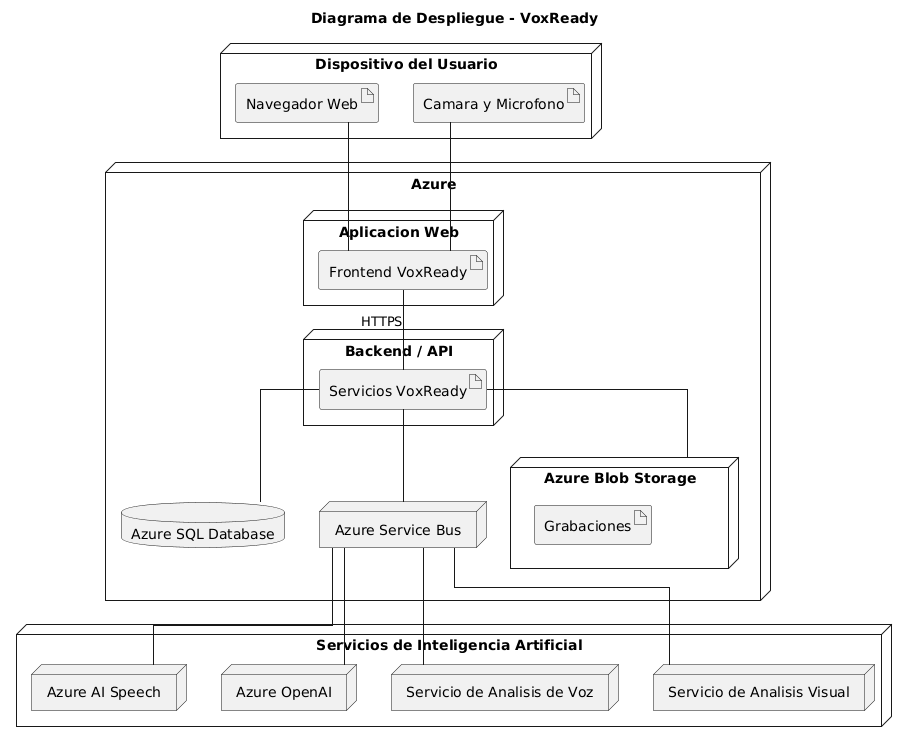 Diagrama de Despliegue - VoxReady
Dispositivo del Usuario
Navegador Web
Camara y Microfono
Azure
Aplicacion Web
Frontend VoxReady
HTTPS
Backend / API
Servicios VoxReady
Azure Blob Storage
Grabaciones
Azure SQL Database
Azure Service Bus
Servicios de Inteligencia Artificial
Azure AI Speech
Azure OpenAI
Servicio de Analisis de Voz
Servicio de Analisis Visual